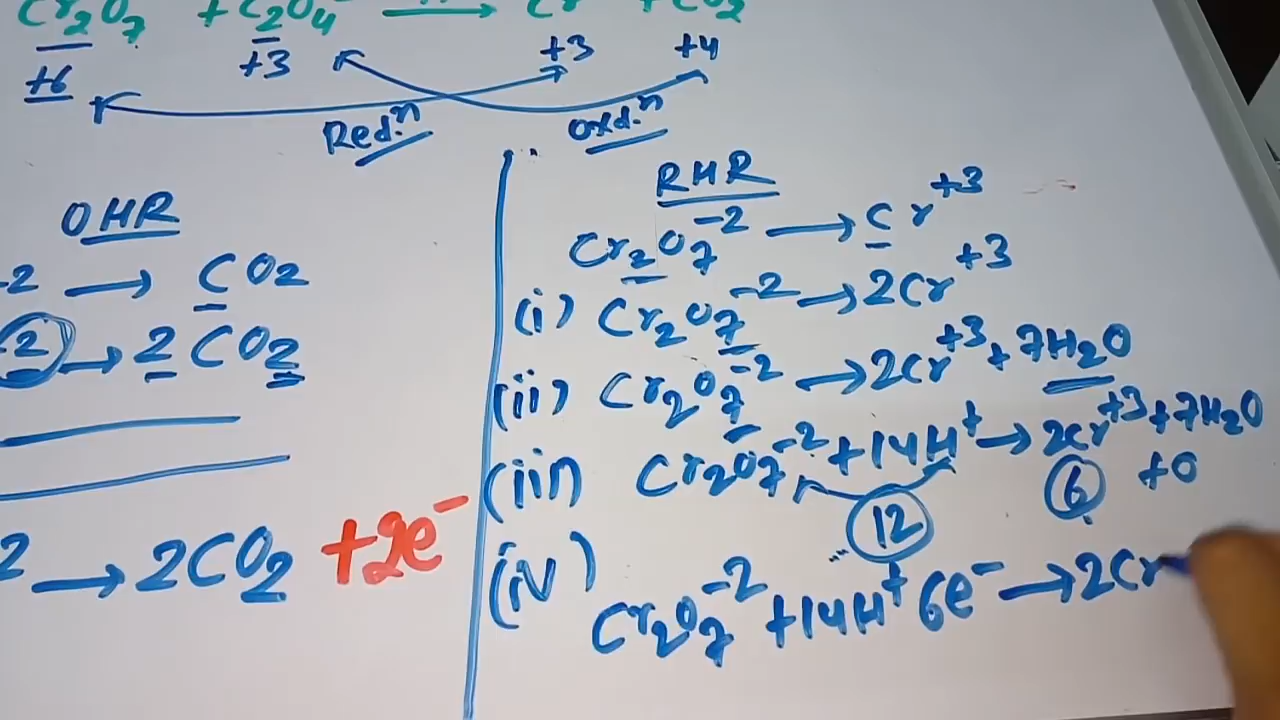 Cr2O7 + C2O4 → Cr + CO2
+6 +3 +3 +4
Red.n Oxd.n
OHR
-2 → CO2
2 → 2CO2
2 → 2CO2 +2e-
RHR
Cr2O7-2 → Cr+3
(i) Cr2O7-2 → 2Cr+3
(ii) Cr2O7-2 → 2Cr+3 + 7H2O
(iii) Cr2O7-2 + 14H+ → 2Cr+3 + 7H2O
12 6 +0
(iv) Cr2O7-2 + 14H+ 6e- → 2Cr